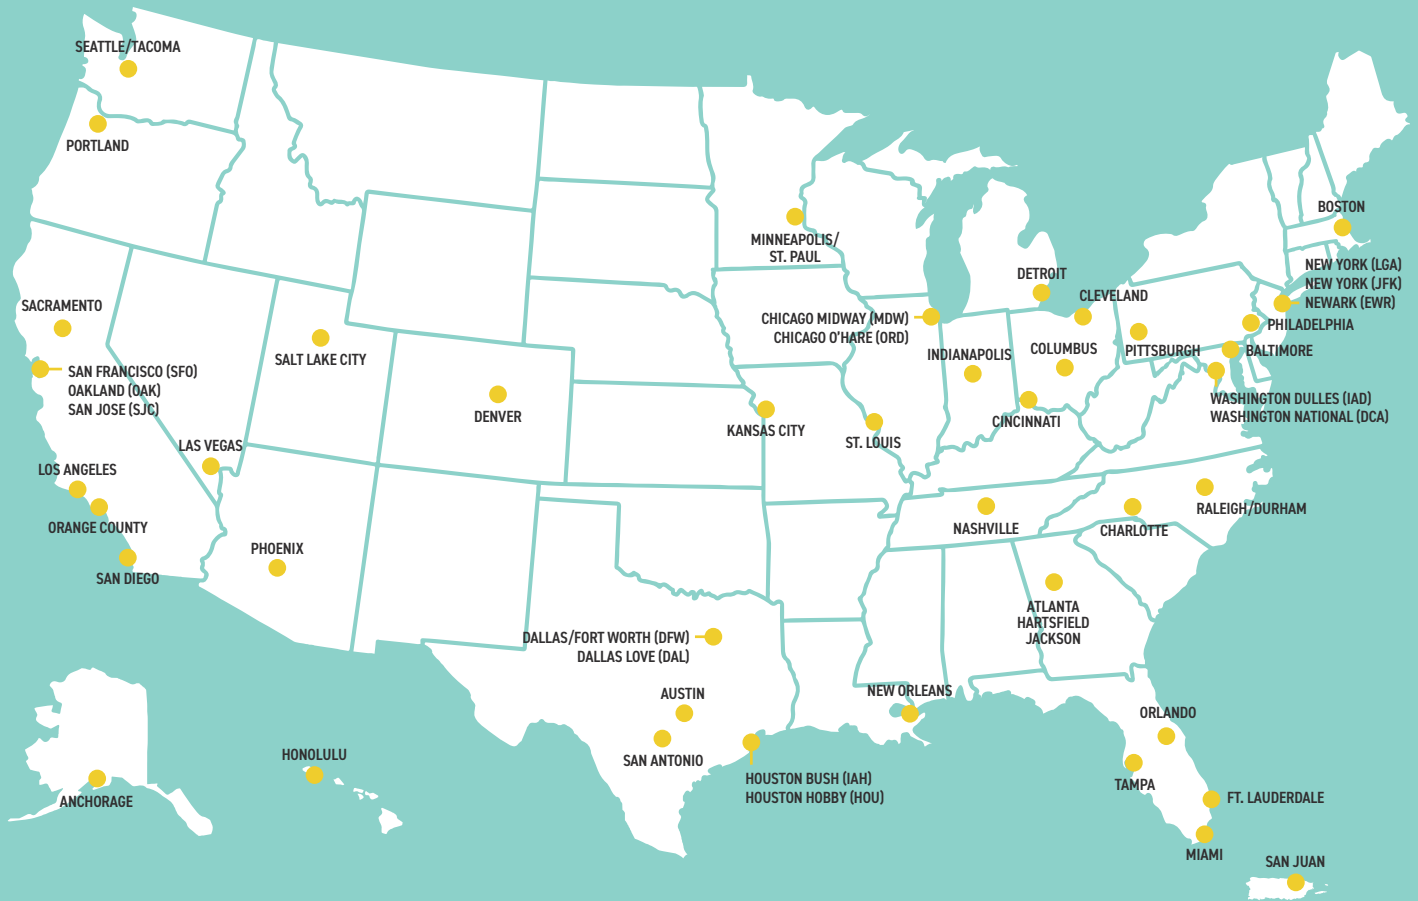 SEATTLE/TACOMA
PORTLAND
BOSTON
MINNEAPOLIS/
ST. PAUL
NEW YORK (LGA)
NEW YORK (JFK)
NEWARK (EWR)
DETROIT
CLEVELAND
SACRAMENTO
CHICAGO MIDWAY (MDW)
CHICAGO O'HARE (ORD)
PHILADELPHIA
SALT LAKE CITY
INDIANAPOLIS
COLUMBUS
PITTSBURGH
BALTIMORE
SAN FRANCISCO (SFO)
OAKLAND (OAK)
SAN JOSE (SJC)
WASHINGTON DULLES (IAD)
WASHINGTON NATIONAL (DCA)
DENVER
KANSAS CITY
ST. LOUIS
CINCINNATI
LAS VEGAS
LOS ANGELES
ORANGE COUNTY
NASHVILLE
CHARLOTTE
RALEIGH/DURHAM
PHOENIX
SAN DIEGO
ATLANTA
HARTSFIELD
JACKSON
DALLAS/FORT WORTH (DFW)
DALLAS LOVE (DAL)
AUSTIN
NEW ORLEANS
ORLANDO
HONOLULU
SAN ANTONIO
HOUSTON BUSH (IAH)
HOUSTON HOBBY (HOU)
TAMPA
FT. LAUDERDALE
ANCHORAGE
MIAMI
SAN JUAN